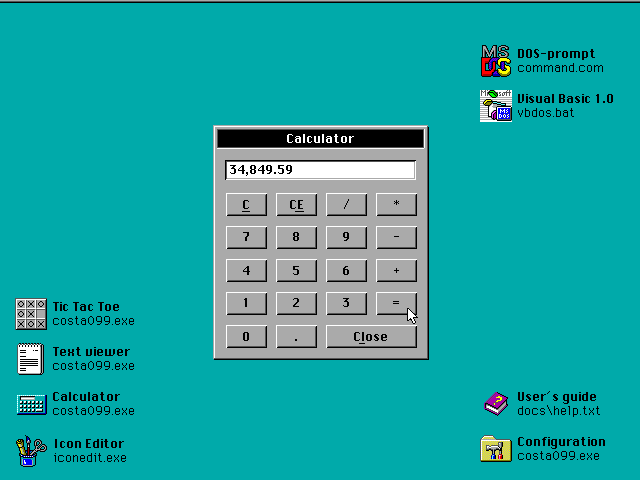 DOS-prompt
command.com
Microsoft
MS
DOS
Visual Basic 1.0
vbdos.bat
Calculator
34,849.59
C CE / *
7 8 9 -
4 5 6 +
1 2 3 =
0 . Close
Tic Tac Toe
costa099.exe
Text viewer
costa099.exe
Calculator
costa099.exe
Icon Editor
iconedit.exe
User's guide
docs\help.txt
Configuration
costa099.exe